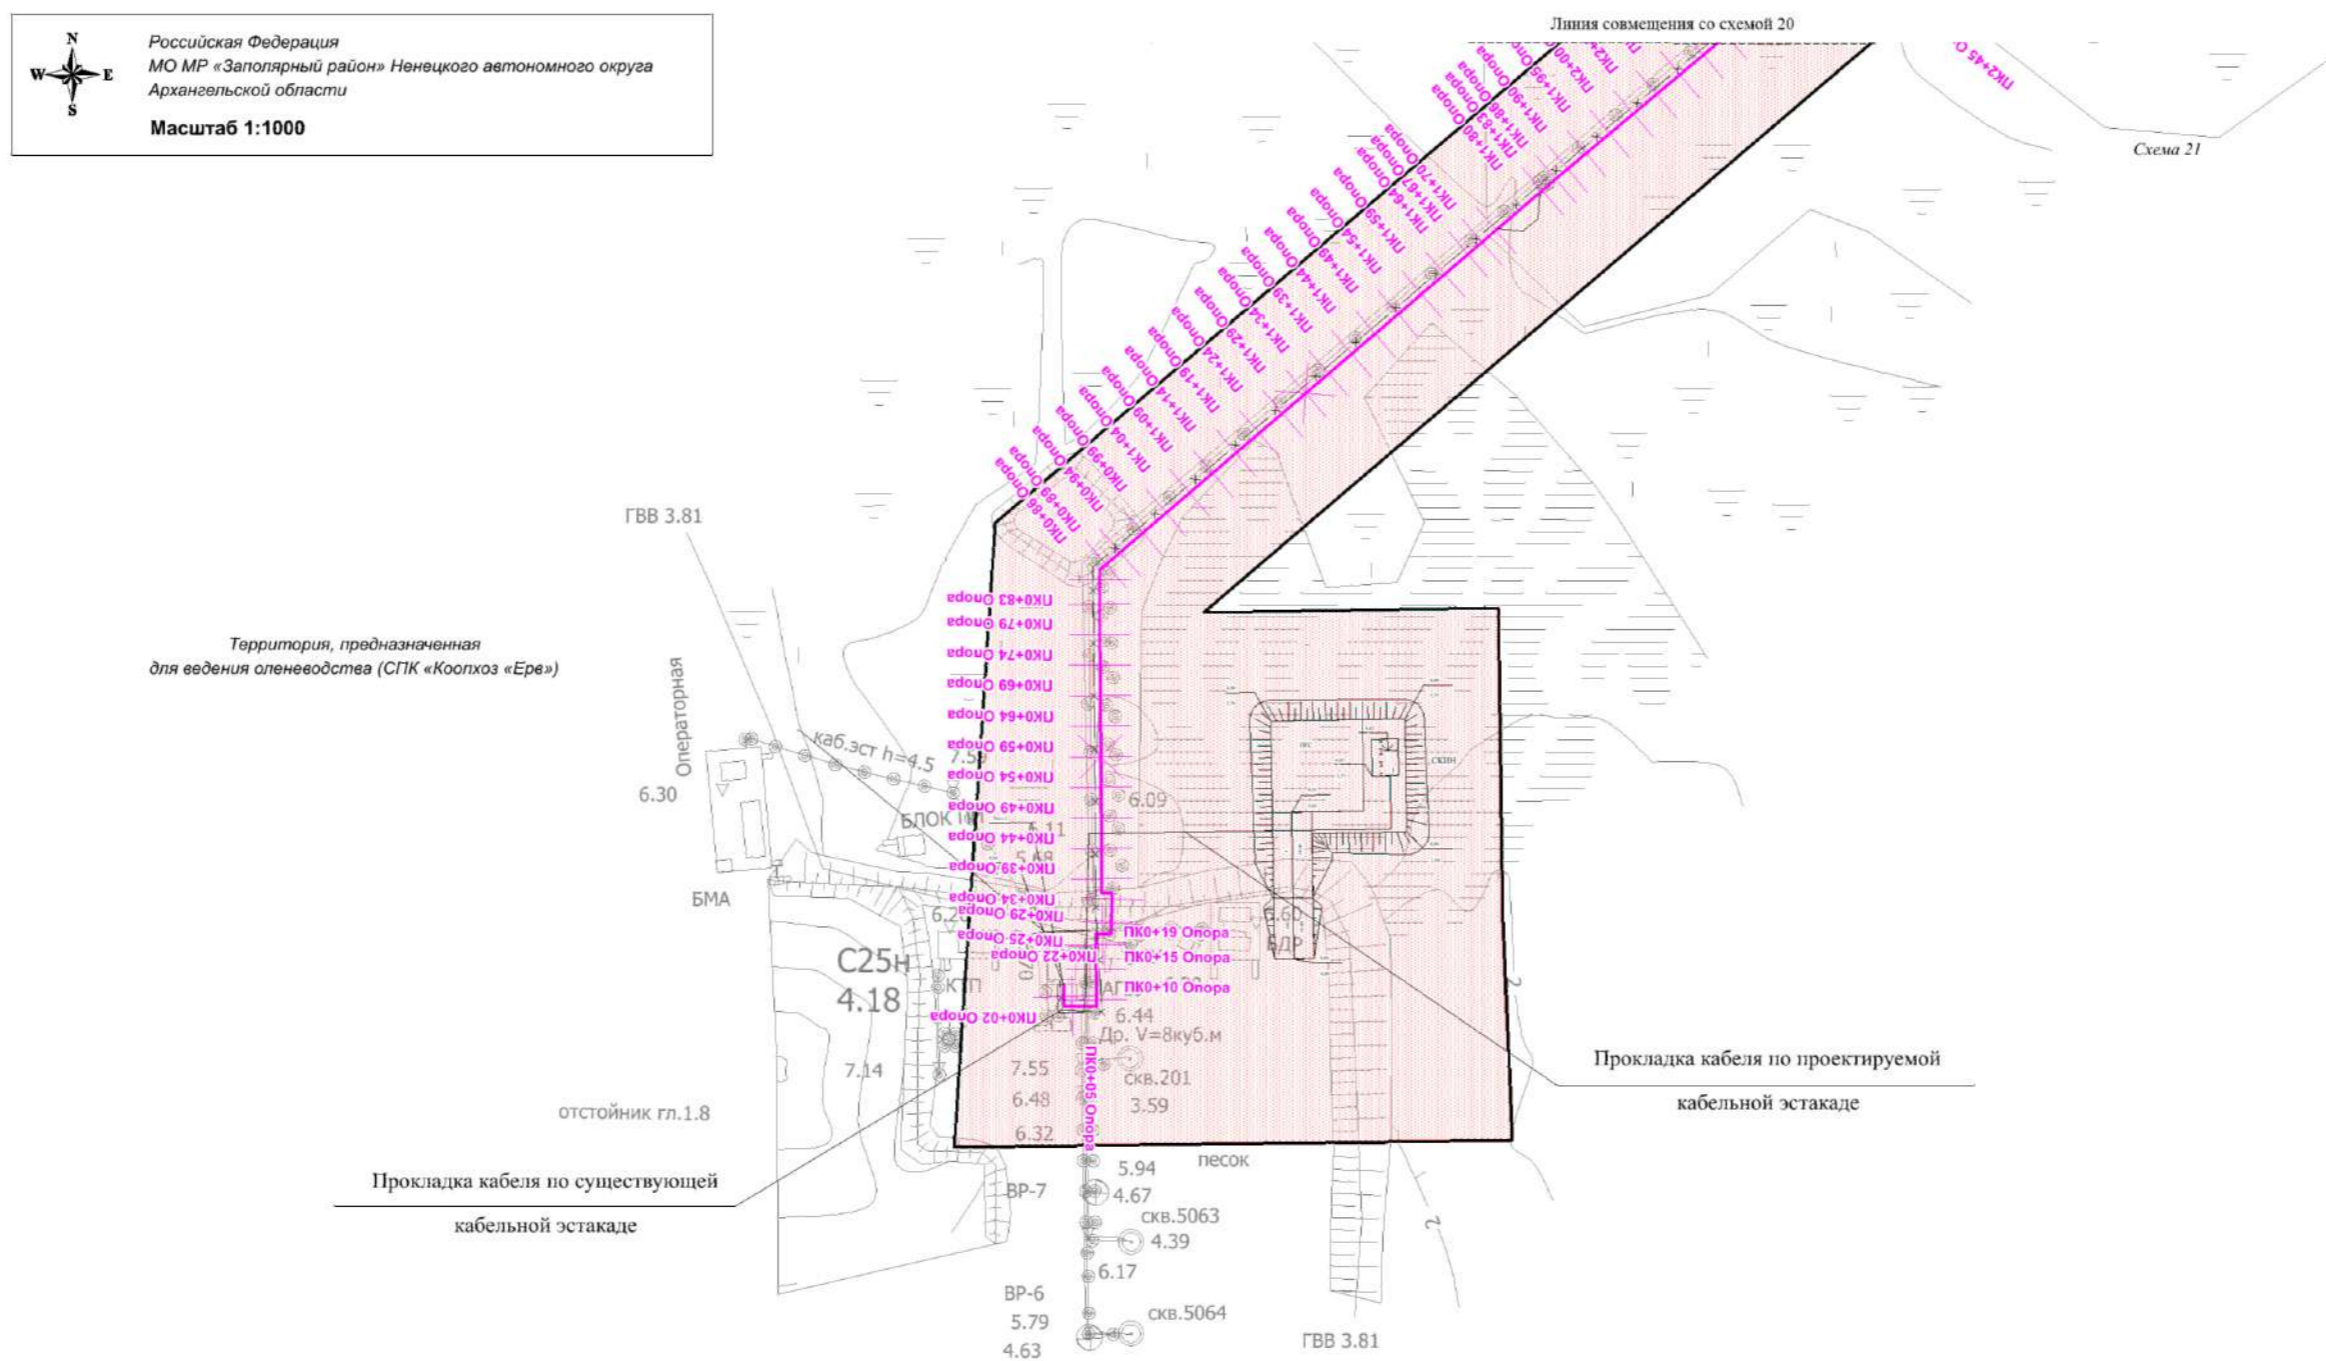 Линия совмещения со схемой 20
N
W E
S
Российская Федерация
МО МР «Заполярный район» Ненецкого автономного округа
Архангельской области
Масштаб 1:1000
Схема 21
ПК2+45 О
ПК2+00
ПК1+95
ПК1+90
ПК1+86 Опора
ПК1+83 Опора
ПК1+80 Опора
ПК1+70 Опора
ПК1+67 Опора
ПК1+64 Опора
ПК1+59 Опора
ПК1+54 Опора
ПК1+49 Опора
ПК1+44 Опора
ПК1+39 Опора
ПК1+34 Опора
ПК1+29 Опора
ПК1+24 Опора
ПК1+19 Опора
ПК1+14 Опора
ПК1+09 Опора
ПК1+04 Опора
ПК0+99 Опора
ПК0+94 Опора
ПК0+89 Опора
ПК0+86 Опора
ГВВ 3.81
ПК0+83 Опора
ПК0+79 Опора
ПК0+74 Опора
ПК0+69 Опора
ПК0+64 Опора
ПК0+59 Опора
ПК0+54 Опора
ПК0+49 Опора
ПК0+44 Опора
ПК0+39 Опора
ПК0+34 Опора
ПК0+29 Опора
ПК0+25 Опора
ПК0+22 Опора
ПК0+19 Опора
ПК0+15 Опора
ПК0+10 Опора
ПК0+02 Опора
ПК0+05 Опора
Территория, предназначенная
для ведения оленеводства (СПК «Коопхоз «Ерв»)
Операторная
каб.эст h=4.5
7.59
6.30
6.09
БЛОК
5.68
БМА
6.60
БДР
С25н
4.18
КТП
6.44
Др. V=8куб.м
7.14
7.55
скв.201
6.48
3.59
6.32
отстойник гл.1.8
Прокладка кабеля по проектируемой
кабельной эстакаде
песок
5.94
Прокладка кабеля по существующей
кабельной эстакаде
ВР-7
4.67
скв.5063
4.39
6.17
2
2
ВР-6
5.79
4.63
скв.5064
ГВВ 3.81